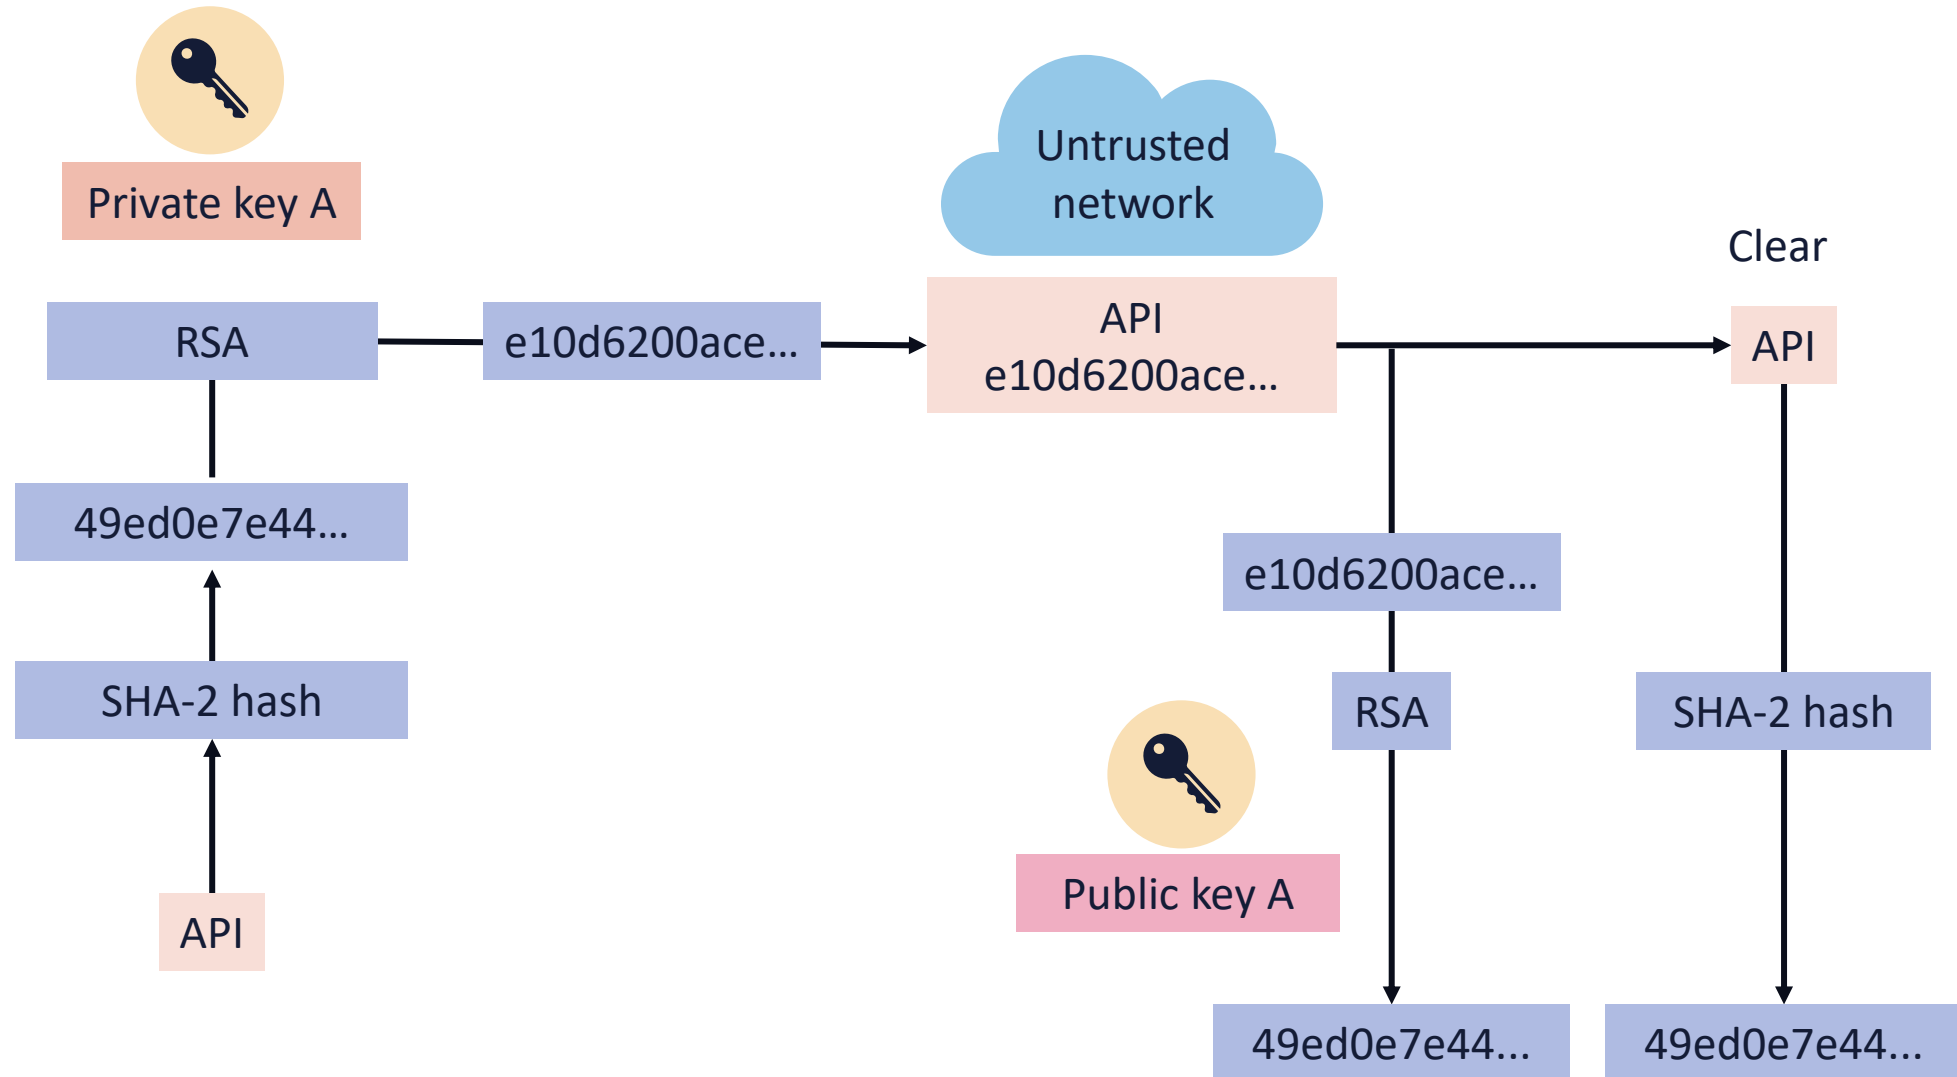 Private key A
Untrusted
network
Clear
RSA
e10d6200ace...
API
e10d6200ace...
API
49ed0e7e44...
e10d6200ace...
SHA-2 hash
RSA
SHA-2 hash
Public key A
API
49ed0e7e44...
49ed0e7e44...